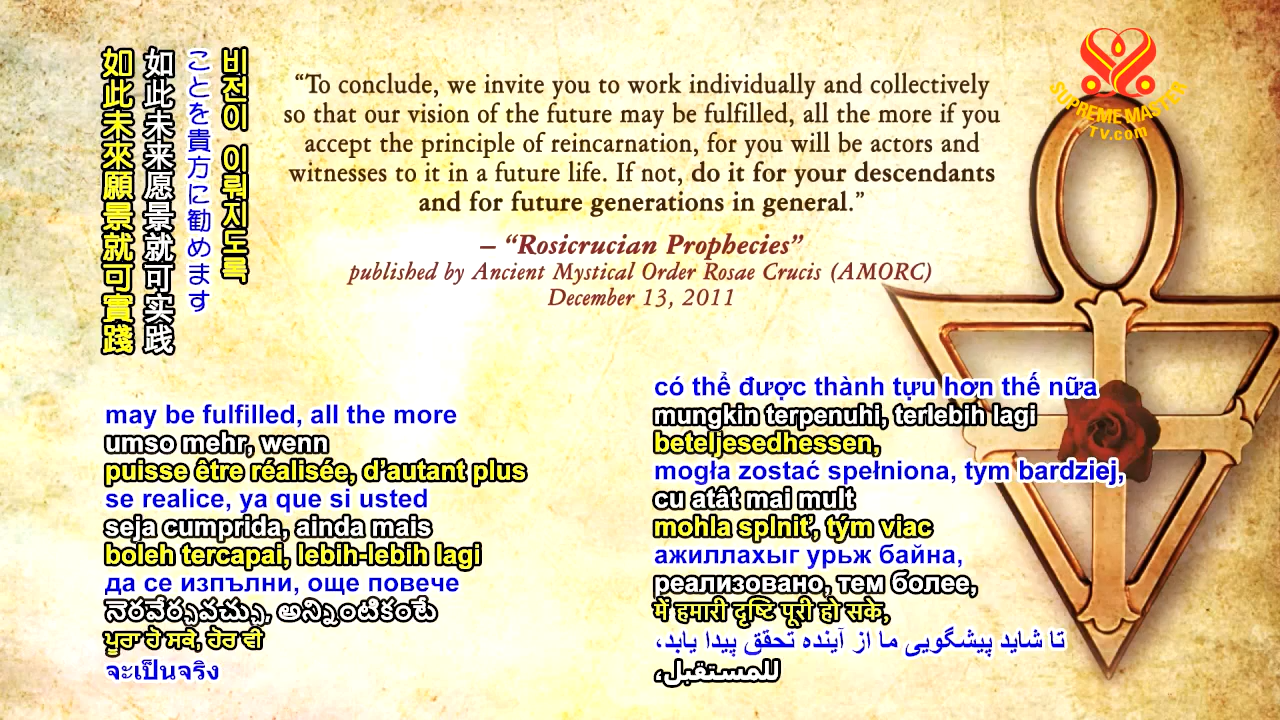 “To conclude, we invite you to work individually and collectively
so that our vision of the future may be fulfilled, all the more if you
accept the principle of reincarnation, for you will be actors and
witnesses to it in a future life. If not, do it for your descendants
and for future generations in general.”
– “Rosicrucian Prophecies”
published by Ancient Mystical Order Rosae Crucis (AMORC)
December 13, 2011
SUPREME MASTER
TV.com
비전이 이뤄지도록
ことを貴方に勧めます
如此未来愿景就可实践
如此未來願景就可實踐
may be fulfilled, all the more
umso mehr, wenn
puisse être réalisée, d’autant plus
se realice, ya que si usted
seja cumprida, ainda mais
boleh tercapai, lebih-lebih lagi
да се изпълни, още повече
నెరవేర్చవచ్చు, అన్నింటికంటే
ਪੂਰਾ ਹੋ ਸਕੇ, ਹੋਰ ਵੀ
จะเป็นจริง
có thể được thành tựu hơn thế nữa
mungkin terpenuhi, terlebih lagi
beteljesedhessen,
mogła zostać spełniona, tym bardziej,
cu atât mai mult
mohla splniť, tým viac
ажиллахыг урьж байна,
реализовано, тем более,
में हमारी दृष्टि पूरी हो सके,
تا شاید پیشگویی ما از آینده تحقق پیدا یابد،
للمستقبل،